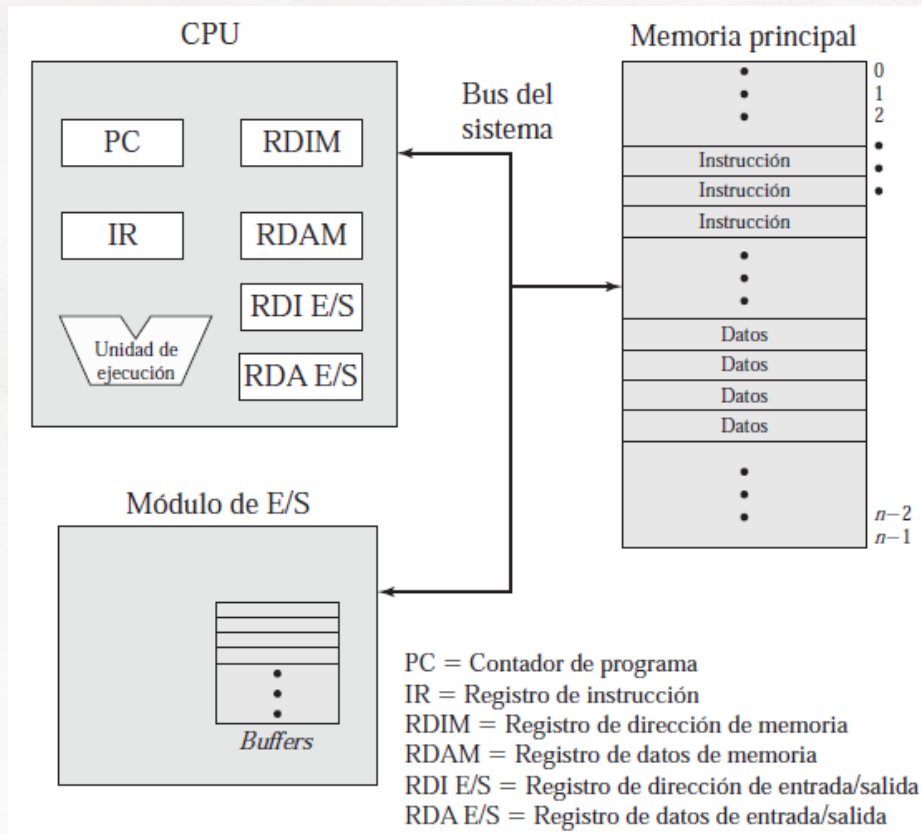 CPU
PC
RDIM
IR
RDAM
RDI E/S
Unidad de
ejecución
RDA E/S
Bus del
sistema
Memoria principal
0
1
2
Instrucción
Instrucción
Instrucción
Datos
Datos
Datos
Datos
n−2
n−1
Módulo de E/S
Buffers
PC = Contador de programa
IR = Registro de instrucción
RDIM = Registro de dirección de memoria
RDAM = Registro de datos de memoria
RDI E/S = Registro de dirección de entrada/salida
RDA E/S = Registro de datos de entrada/salida